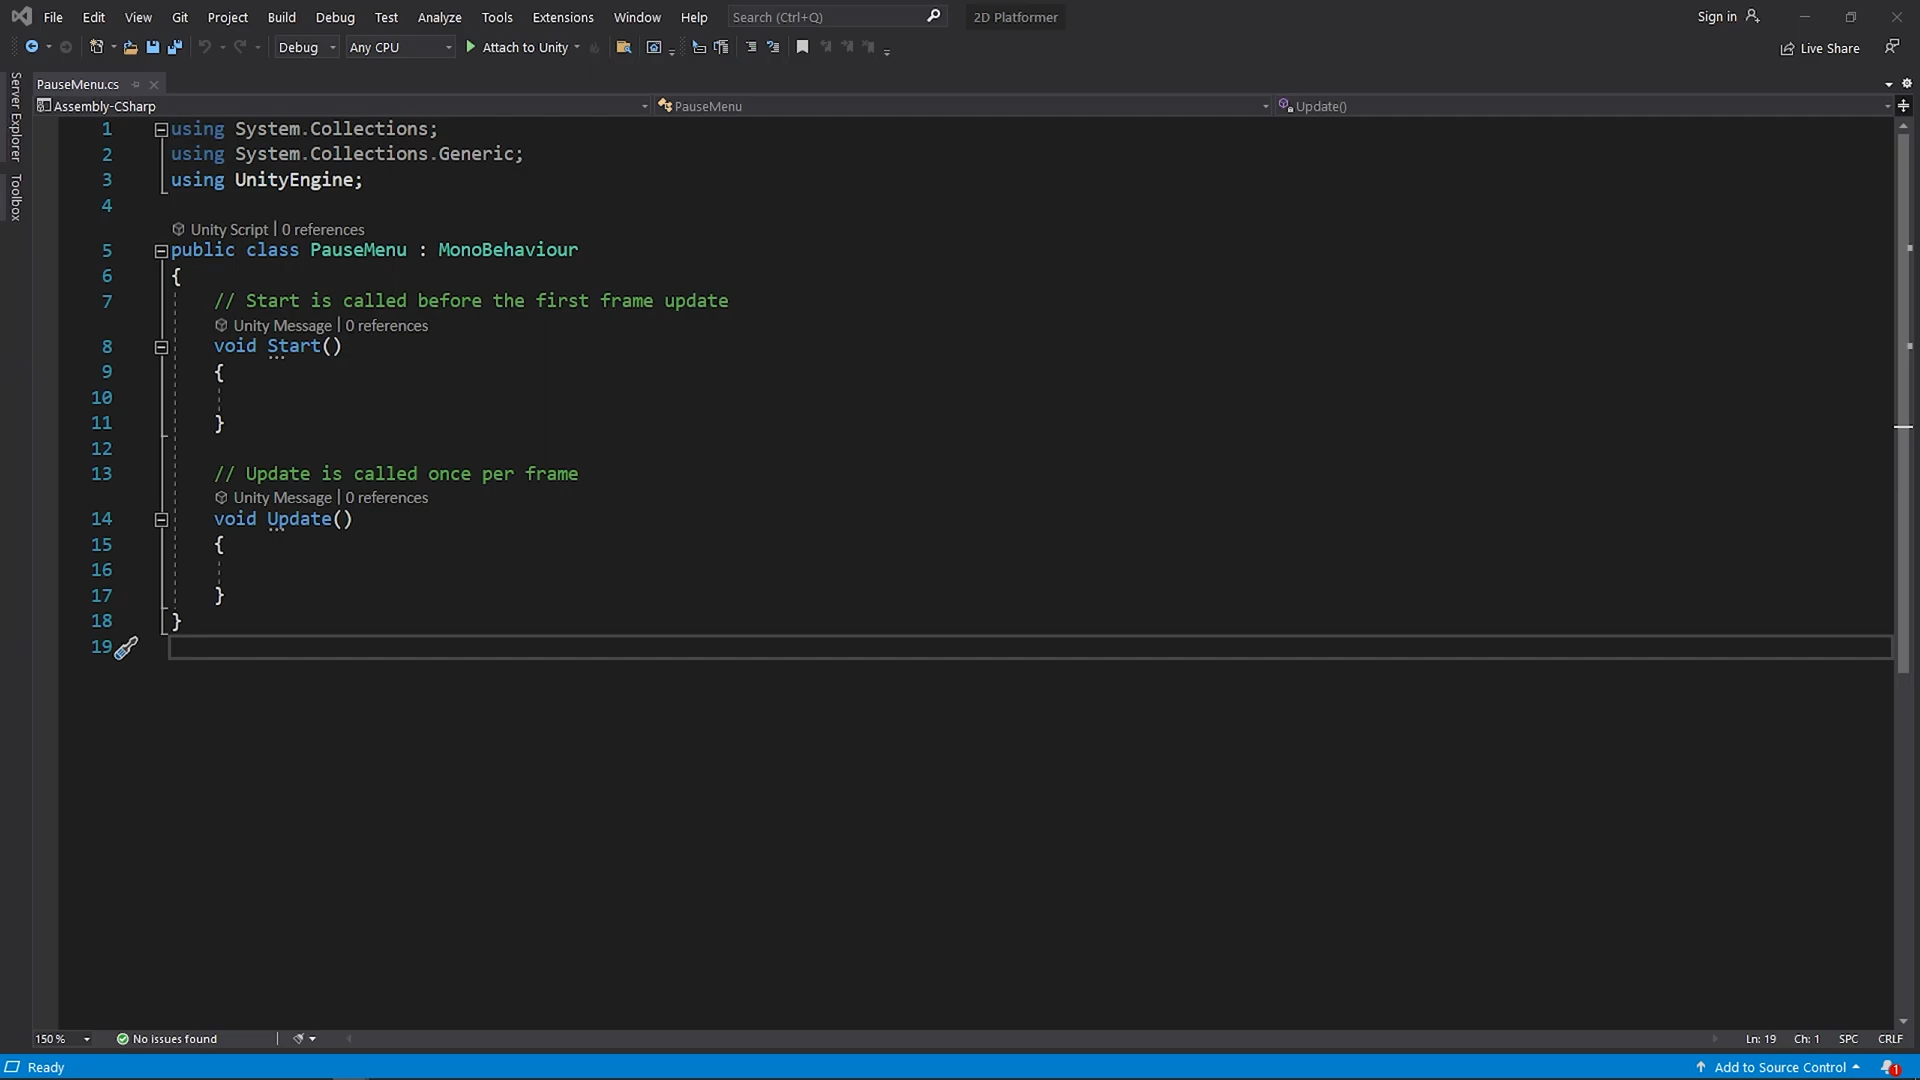 File Edit View Git Project Build Debug Test Analyze Tools Extensions Window Help Search (Ctrl+Q) 2D Platformer Sign in
Debug Any CPU Attach to Unity Live Share
Server Explorer
Toolbox
PauseMenu.cs
Assembly-CSharp PauseMenu Update()
1 using System.Collections;
2 using System.Collections.Generic;
3 using UnityEngine;
4
Unity Script | 0 references
5 public class PauseMenu : MonoBehaviour
6 {
7 // Start is called before the first frame update
Unity Message | 0 references
8 void Start()
9 {
10
11 }
12
13 // Update is called once per frame
Unity Message | 0 references
14 void Update()
15 {
16
17 }
18 }
19
150 % No issues found Ln: 19 Ch: 1 SPC CRLF
Ready Add to Source Control 1